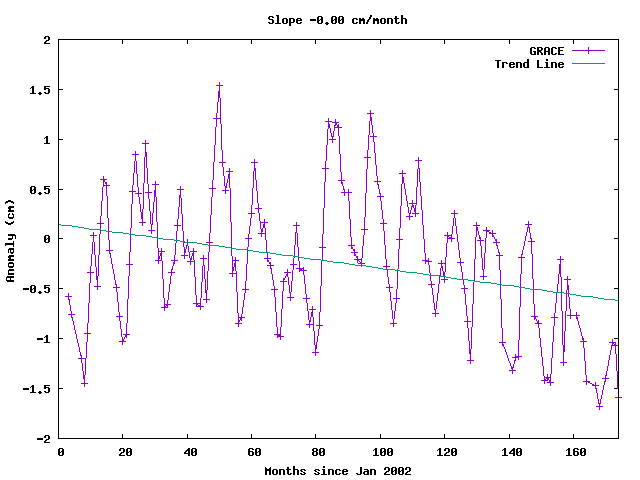 Slope -0.00 cm/month
GRACE
Trend Line
2
1.5
1
0.5
0
-0.5
-1
-1.5
-2
Anomaly (cm)
0 20 40 60 80 100 120 140 160
Months since Jan 2002